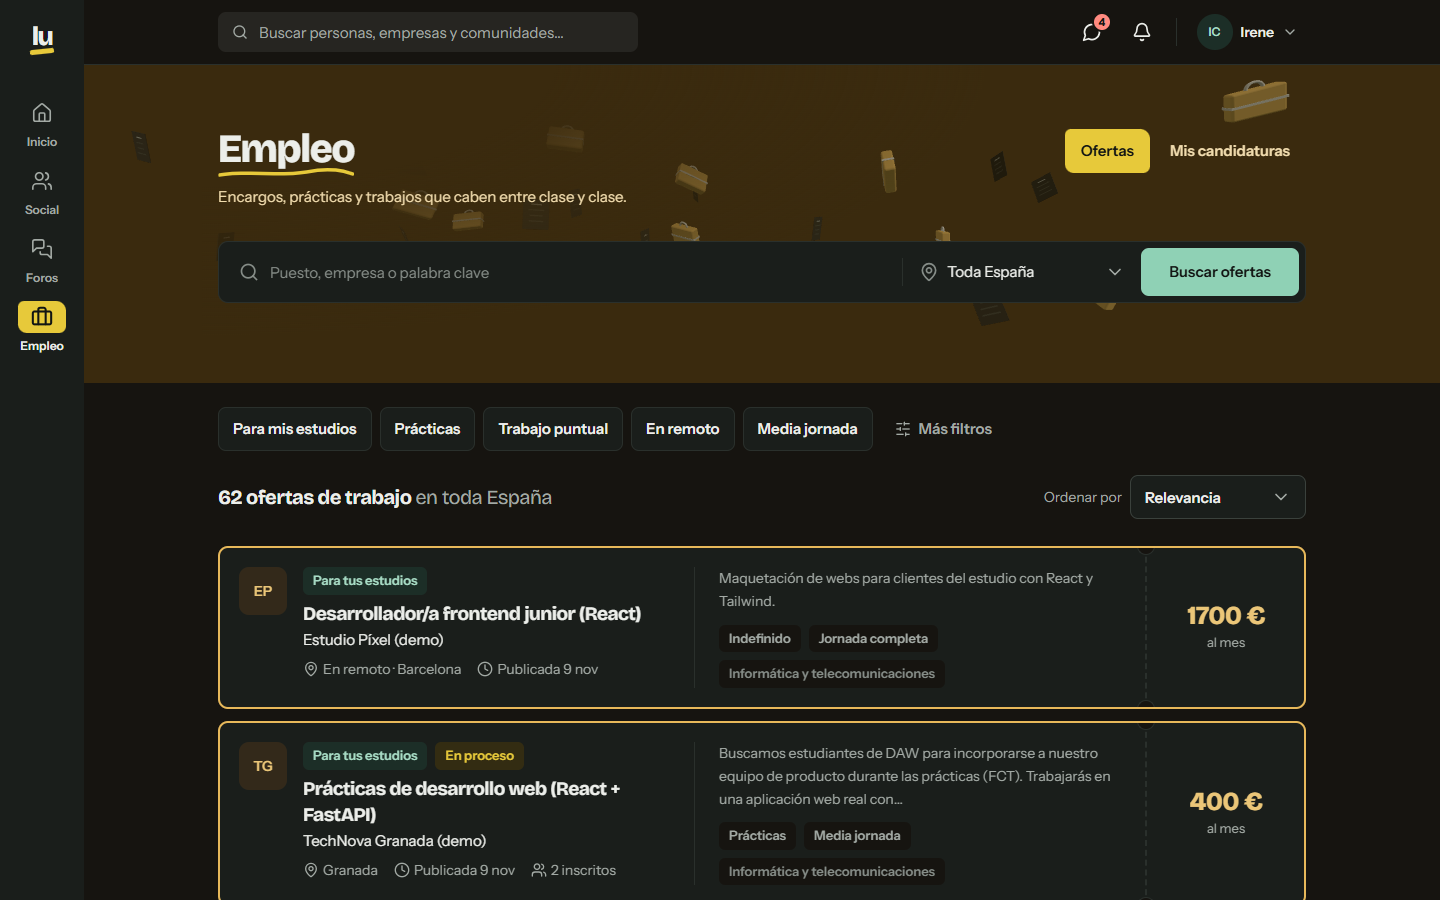 lu
Buscar personas, empresas y comunidades...
4
IC
Irene
Inicio
Social
Foros
Empleo
Empleo
Encargos, prácticas y trabajos que caben entre clase y clase.
Ofertas
Mis candidaturas
Puesto, empresa o palabra clave
Toda España
Buscar ofertas
Para mis estudios
Prácticas
Trabajo puntual
En remoto
Media jornada
Más filtros
62 ofertas de trabajo en toda España
Ordenar por
Relevancia
EP
Para tus estudios
Desarrollador/a frontend junior (React)
Estudio Píxel (demo)
En remoto · Barcelona
Publicada 9 nov
Maquetación de webs para clientes del estudio con React y
Tailwind.
Indefinido
Jornada completa
Informática y telecomunicaciones
1700 €
al mes
TG
Para tus estudios
En proceso
Prácticas de desarrollo web (React +
FastAPI)
TechNova Granada (demo)
Granada
Publicada 9 nov
2 inscritos
Buscamos estudiantes de DAW para incorporarse a nuestro
equipo de producto durante las prácticas (FCT). Trabajarás en
una aplicación web real con...
Prácticas
Media jornada
Informática y telecomunicaciones
400 €
al mes